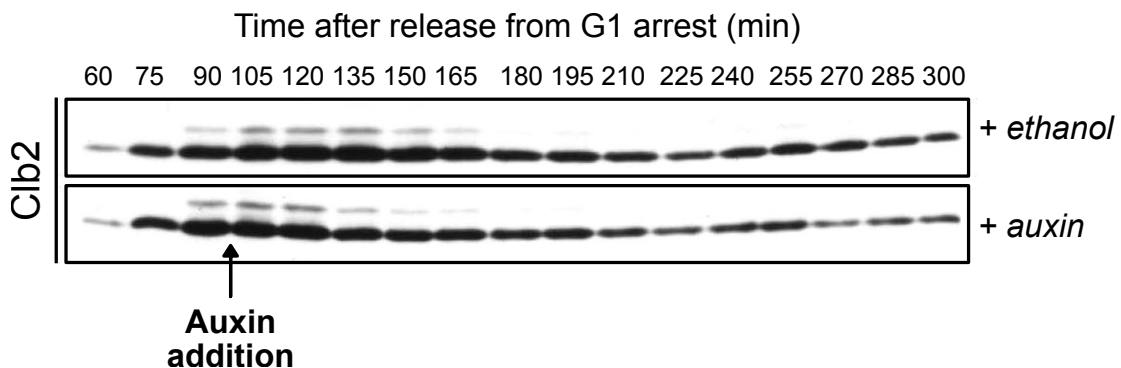 Time after release from G1 arrest (min)
60 75 90 105 120 135 150 165 180 195 210 225 240 255 270 285 300
Clb2
+ ethanol
+ auxin
Auxin
addition